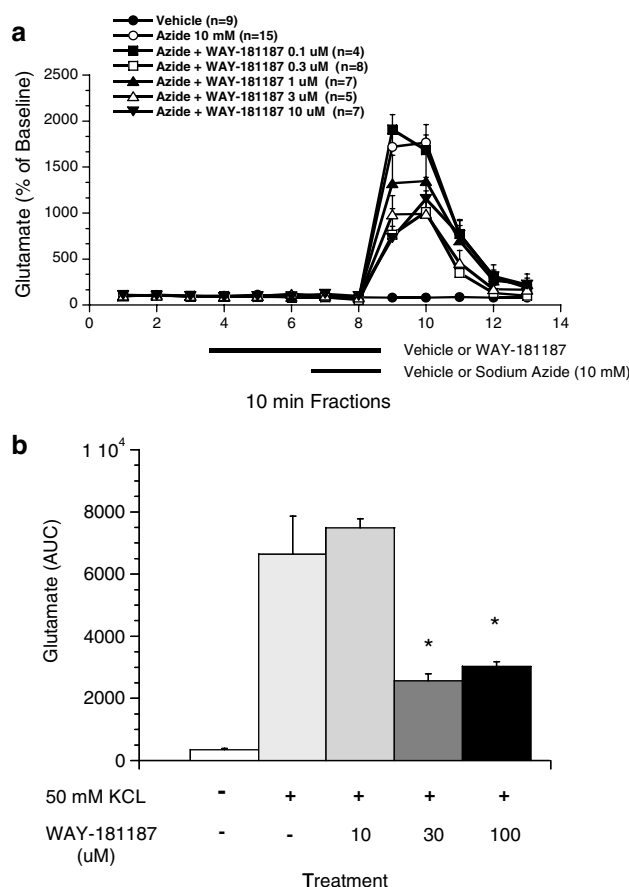 a
Vehicle (n=9)
Azide 10 mM (n=15)
Azide + WAY-181187 0.1 uM (n=4)
Azide + WAY-181187 0.3 uM (n=8)
Azide + WAY-181187 1 uM (n=7)
Azide + WAY-181187 3 uM (n=5)
Azide + WAY-181187 10 uM (n=7)
Glutamate (% of Baseline)
2500
2000
1500
1000
500
0
0 2 4 6 8 10 12 14
Vehicle or WAY-181187
Vehicle or Sodium Azide (10 mM)
10 min Fractions
b
Glutamate (AUC)
1 10⁴
8000
6000
4000
2000
0
* *
50 mM KCL - + + + +
WAY-181187 - - 10 30 100
(uM)
Treatment